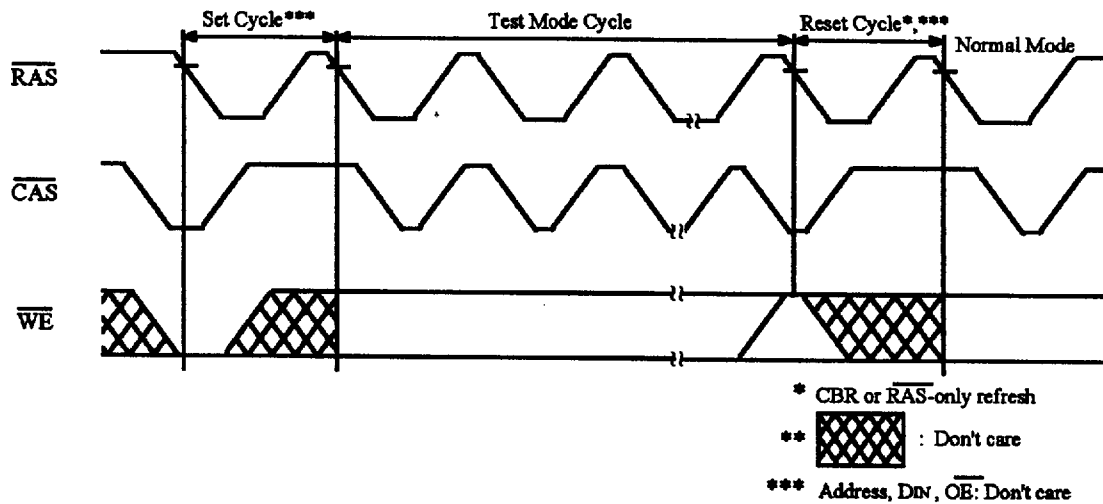 Set Cycle***
Test Mode Cycle
Reset Cycle*,***
Normal Mode
RAS
CAS
WE
* CBR or RAS-only refresh
** : Don't care
*** Address, DIN, OE: Don't care